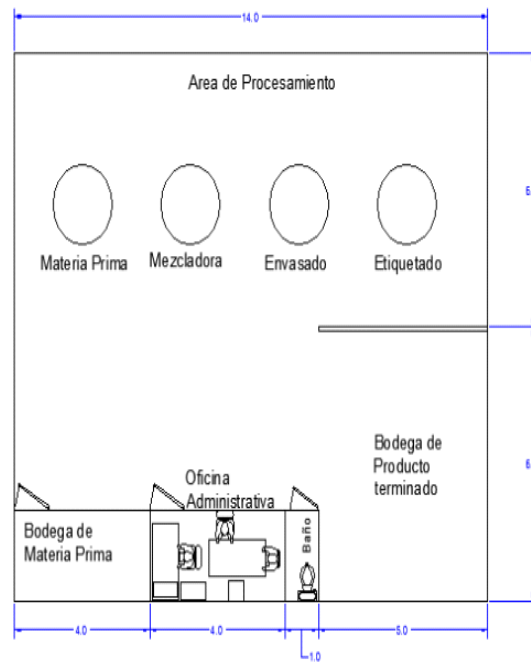 14.0
Area de Procesamiento
Materia Prima
Mezcladora
Envasado
Etiquetado
Bodega de
Producto
terminado
Oficina
Administrativa
Bodega de
Materia Prima
Baño
4.0
4.0
5.0
1.0